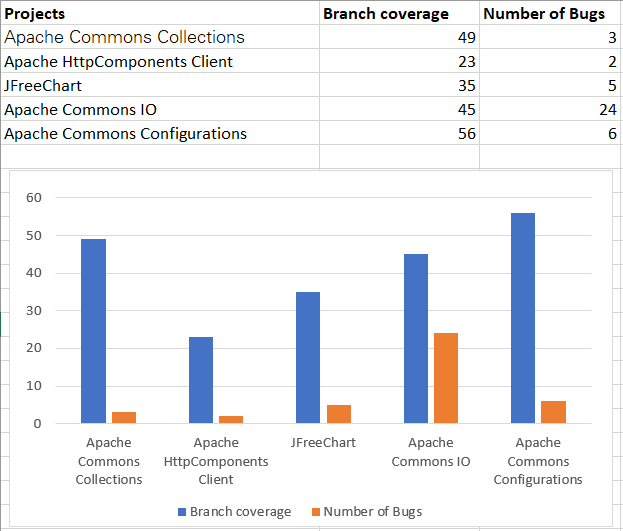 Projects Branch coverage Number of Bugs
Apache Commons Collections 49 3
Apache HttpComponents Client 23 2
JFreeChart 35 5
Apache Commons IO 45 24
Apache Commons Configurations 56 6
60
50
40
30
20
10
0
Apache Commons Collections
Apache HttpComponents Client
JFreeChart
Apache Commons IO
Apache Commons Configurations
Branch coverage Number of Bugs